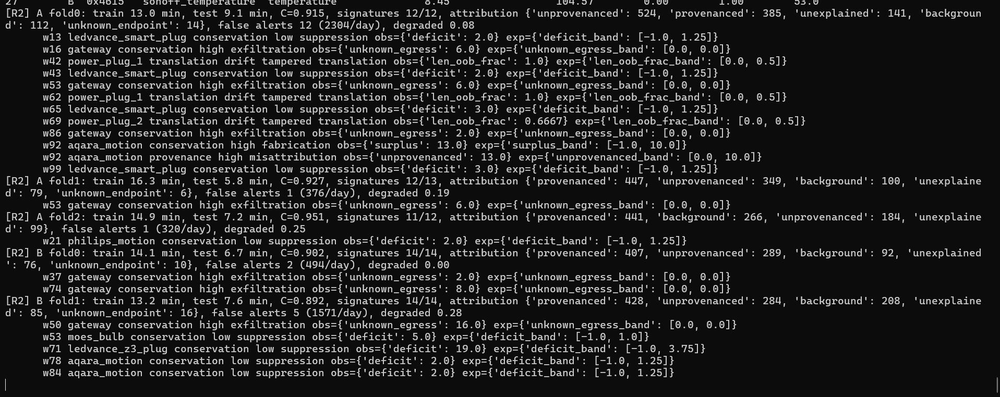 27        B  0x4615   sonoff_temperature  temperature              8.45                 104.57        0.00        1.00        53.0
[R2] A fold0: train 13.0 min, test 9.1 min, C=0.915, signatures 12/12, attribution {'unprovenanced': 524, 'provenanced': 385, 'unexplained': 141, 'backgroun
d': 112, 'unknown_endpoint': 14}, false alerts 12 (2304/day), degraded 0.08
      w13 ledvance_smart_plug conservation low suppression obs={'deficit': 2.0} exp={'deficit_band': [-1.0, 1.25]}
      w16 gateway conservation high exfiltration obs={'unknown_egress': 6.0} exp={'unknown_egress_band': [0.0, 0.0]}
      w42 power_plug_1 translation drift tampered translation obs={'len_oob_frac': 1.0} exp={'len_oob_frac_band': [0.0, 0.5]}
      w43 ledvance_smart_plug conservation low suppression obs={'deficit': 2.0} exp={'deficit_band': [-1.0, 1.25]}
      w53 gateway conservation high exfiltration obs={'unknown_egress': 6.0} exp={'unknown_egress_band': [0.0, 0.0]}
      w62 power_plug_1 translation drift tampered translation obs={'len_oob_frac': 1.0} exp={'len_oob_frac_band': [0.0, 0.5]}
      w65 ledvance_smart_plug conservation low suppression obs={'deficit': 3.0} exp={'deficit_band': [-1.0, 1.25]}
      w69 power_plug_2 translation drift tampered translation obs={'len_oob_frac': 0.6667} exp={'len_oob_frac_band': [0.0, 0.5]}
      w86 gateway conservation high exfiltration obs={'unknown_egress': 2.0} exp={'unknown_egress_band': [0.0, 0.0]}
      w92 aqara_motion conservation high fabrication obs={'surplus': 13.0} exp={'surplus_band': [-1.0, 10.0]}
      w92 aqara_motion provenance high misattribution obs={'unprovenanced': 13.0} exp={'unprovenanced_band': [0.0, 10.0]}
      w99 ledvance_smart_plug conservation low suppression obs={'deficit': 3.0} exp={'deficit_band': [-1.0, 1.25]}
[R2] A fold1: train 16.3 min, test 5.8 min, C=0.927, signatures 12/13, attribution {'provenanced': 447, 'unprovenanced': 349, 'background': 100, 'unexplaine
d': 79, 'unknown_endpoint': 6}, false alerts 1 (376/day), degraded 0.19
      w53 gateway conservation high exfiltration obs={'unknown_egress': 6.0} exp={'unknown_egress_band': [0.0, 0.0]}
[R2] A fold2: train 14.9 min, test 7.2 min, C=0.951, signatures 11/12, attribution {'provenanced': 441, 'background': 266, 'unprovenanced': 184, 'unexplaine
d': 99}, false alerts 1 (320/day), degraded 0.25
      w21 philips_motion conservation low suppression obs={'deficit': 2.0} exp={'deficit_band': [-1.0, 1.25]}
[R2] B fold0: train 14.1 min, test 6.7 min, C=0.902, signatures 14/14, attribution {'provenanced': 407, 'unprovenanced': 289, 'background': 92, 'unexplained
': 76, 'unknown_endpoint': 10}, false alerts 2 (494/day), degraded 0.00
      w37 gateway conservation high exfiltration obs={'unknown_egress': 2.0} exp={'unknown_egress_band': [0.0, 0.0]}
      w74 gateway conservation high exfiltration obs={'unknown_egress': 8.0} exp={'unknown_egress_band': [0.0, 0.0]}
[R2] B fold1: train 13.2 min, test 7.6 min, C=0.892, signatures 14/14, attribution {'provenanced': 428, 'unprovenanced': 284, 'background': 208, 'unexplaine
d': 85, 'unknown_endpoint': 16}, false alerts 5 (1571/day), degraded 0.28
      w50 gateway conservation high exfiltration obs={'unknown_egress': 16.0} exp={'unknown_egress_band': [0.0, 0.0]}
      w53 moes_bulb conservation low suppression obs={'deficit': 5.0} exp={'deficit_band': [-1.0, 1.0]}
      w71 ledvance_z3_plug conservation low suppression obs={'deficit': 19.0} exp={'deficit_band': [-1.0, 3.75]}
      w78 aqara_motion conservation low suppression obs={'deficit': 2.0} exp={'deficit_band': [-1.0, 1.25]}
      w84 aqara_motion conservation low suppression obs={'deficit': 2.0} exp={'deficit_band': [-1.0, 1.25]}